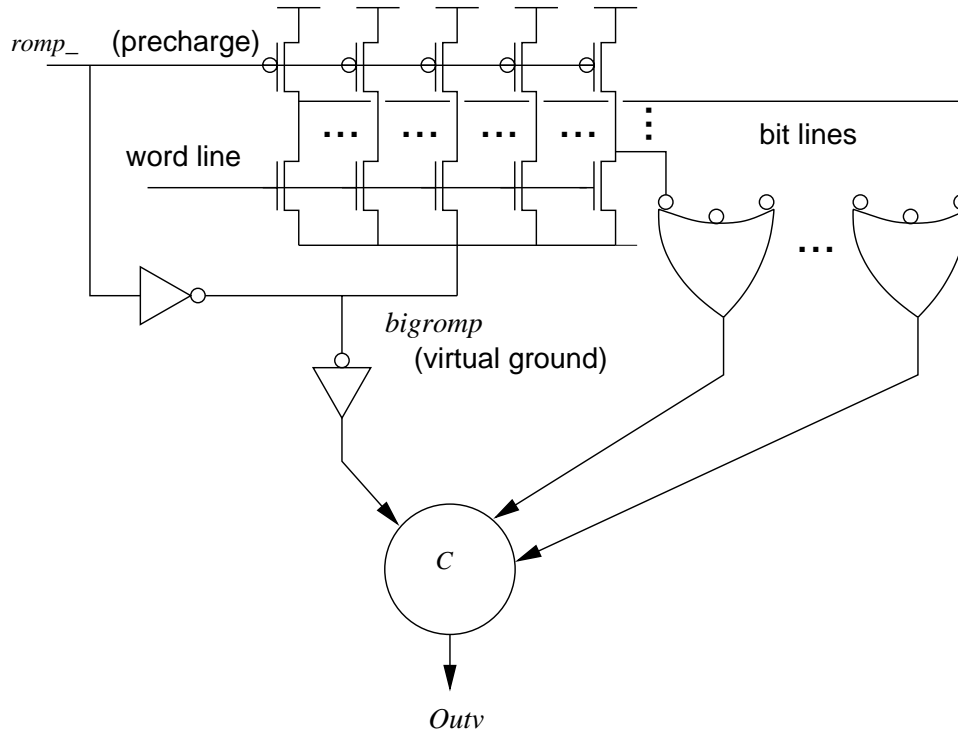 romp_ (precharge)
word line
bit lines
bigromp
(virtual ground)
C
Outv